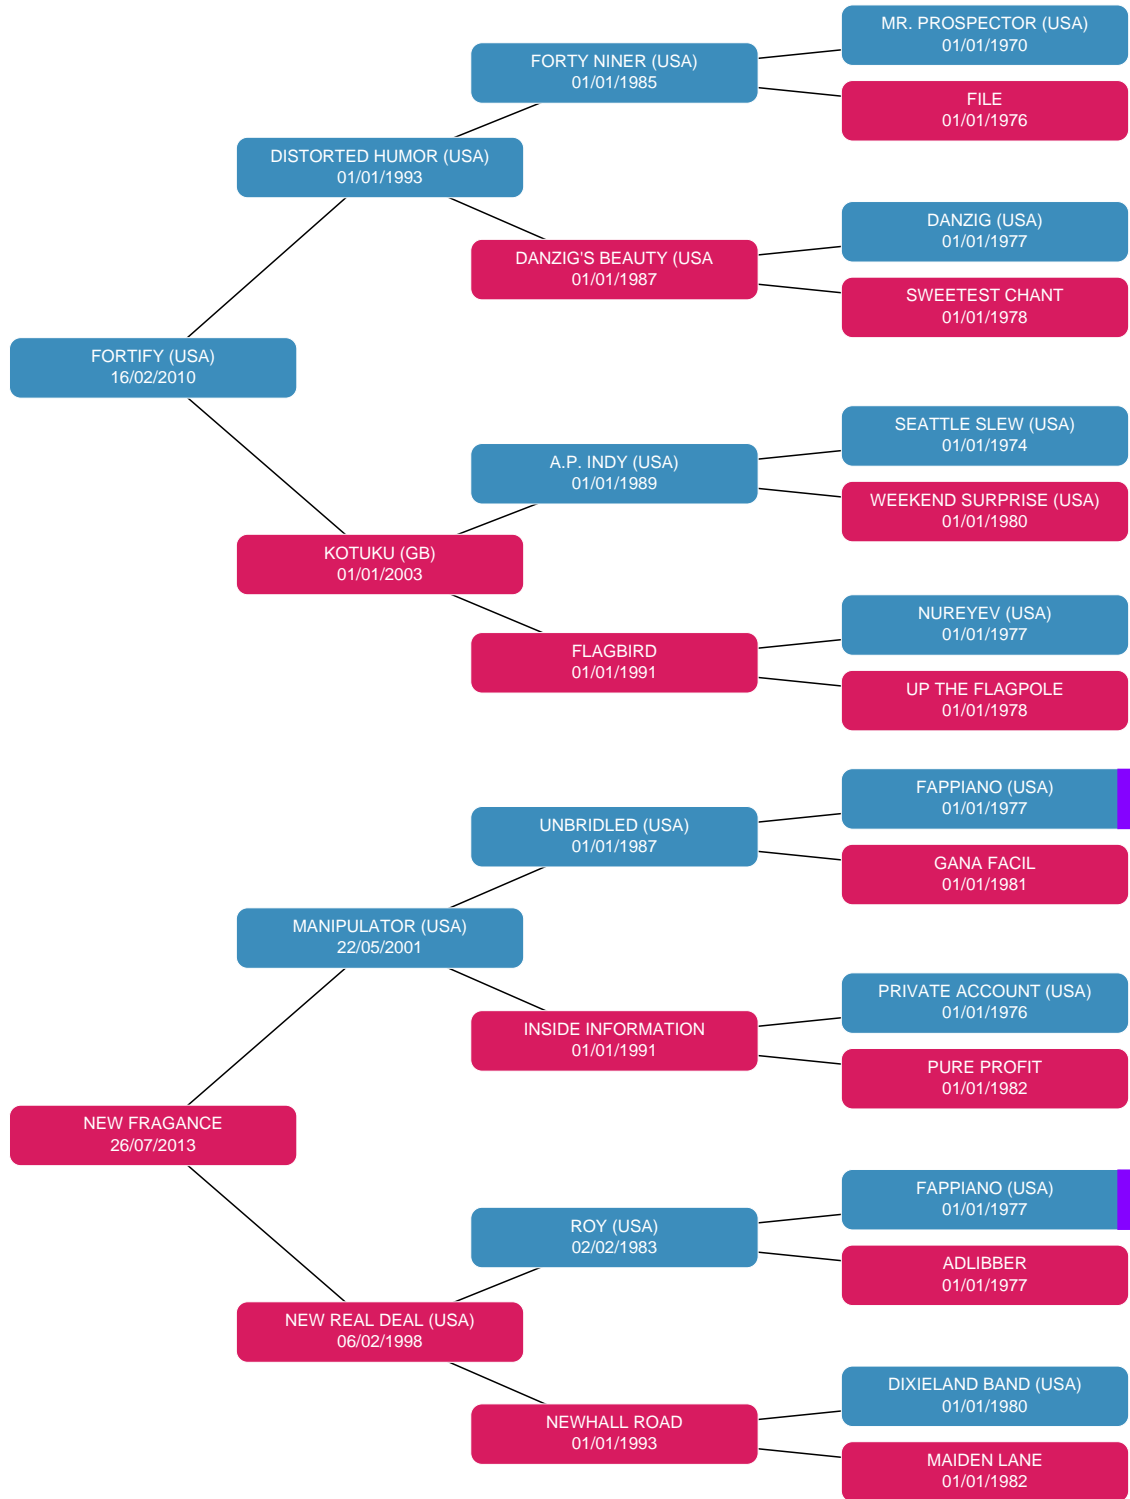 MR. PROSPECTOR (USA)
01/01/1970
FORTY NINER (USA)
01/01/1985
FILE
01/01/1976
DISTORTED HUMOR (USA)
01/01/1993
DANZIG (USA)
01/01/1977
DANZIG'S BEAUTY (USA
01/01/1987
SWEETEST CHANT
01/01/1978
FORTIFY (USA)
16/02/2010
SEATTLE SLEW (USA)
01/01/1974
A.P. INDY (USA)
01/01/1989
WEEKEND SURPRISE (USA)
01/01/1980
KOTUKU (GB)
01/01/2003
NUREYEV (USA)
01/01/1977
FLAGBIRD
01/01/1991
UP THE FLAGPOLE
01/01/1978
FAPPIANO (USA)
01/01/1977
UNBRIDLED (USA)
01/01/1987
GANA FACIL
01/01/1981
MANIPULATOR (USA)
22/05/2001
PRIVATE ACCOUNT (USA)
01/01/1976
INSIDE INFORMATION
01/01/1991
PURE PROFIT
01/01/1982
NEW FRAGANCE
26/07/2013
FAPPIANO (USA)
01/01/1977
ROY (USA)
02/02/1983
ADLIBBER
01/01/1977
NEW REAL DEAL (USA)
06/02/1998
DIXIELAND BAND (USA)
01/01/1980
NEWHALL ROAD
01/01/1993
MAIDEN LANE
01/01/1982